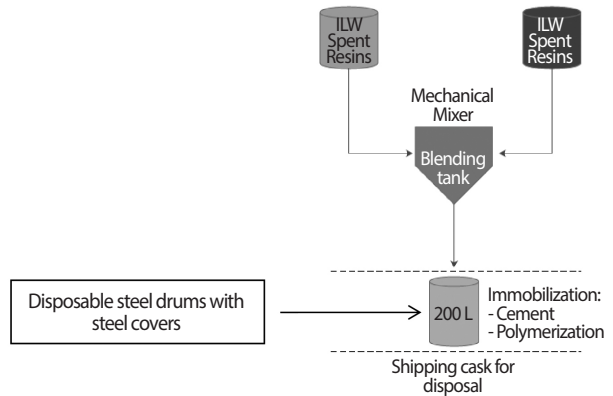 ILW
Spent
Resins
ILW
Spent
Resins
Mechanical
Mixer
Blending
tank
Disposable steel drums with
steel covers
200 L
Immobilization:
- Cement
- Polymerization
Shipping cask for
disposal